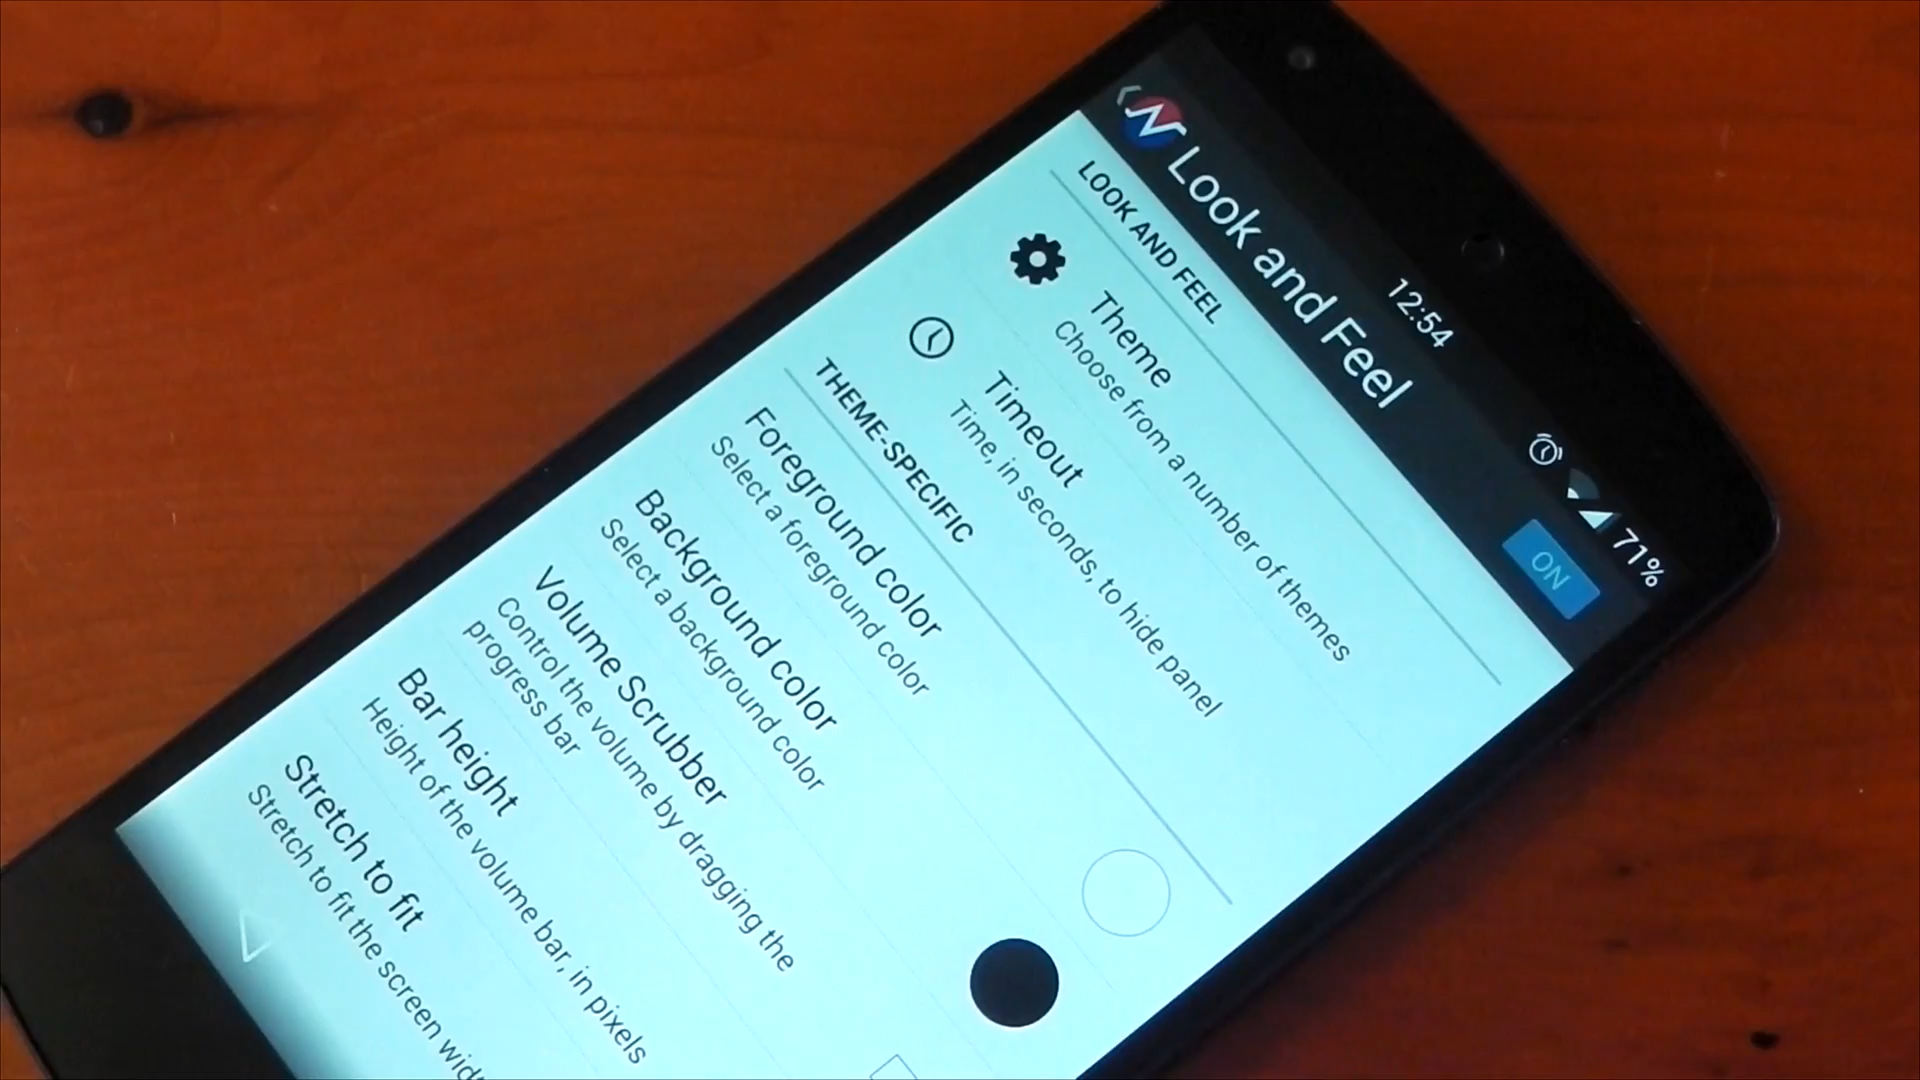 12:54
71%
Look and Feel
ON
LOOK AND FEEL
Theme
Choose from a number of themes
Timeout
Time, in seconds, to hide panel
THEME-SPECIFIC
Foreground color
Select a foreground color
Background color
Select a background color
Volume Scrubber
Control the volume by dragging the
progress bar
Bar height
Height of the volume bar, in pixels
Stretch to fit
Stretch to fit the screen